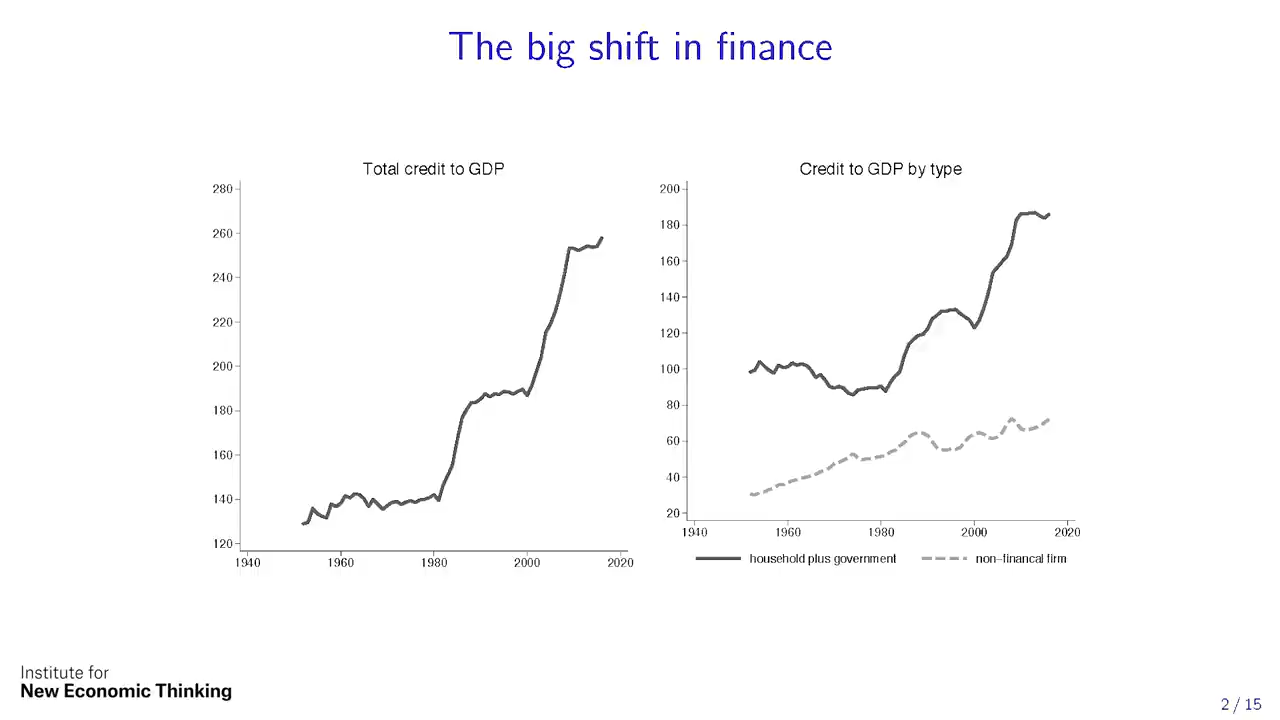 The big shift in finance
Total credit to GDP
280
260
240
220
200
180
160
140
120
1940 1960 1980 2000 2020
Credit to GDP by type
200
180
160
140
120
100
80
60
40
20
1940 1960 1980 2000 2020
household plus government non-financal firm
Institute for
New Economic Thinking
2 / 15